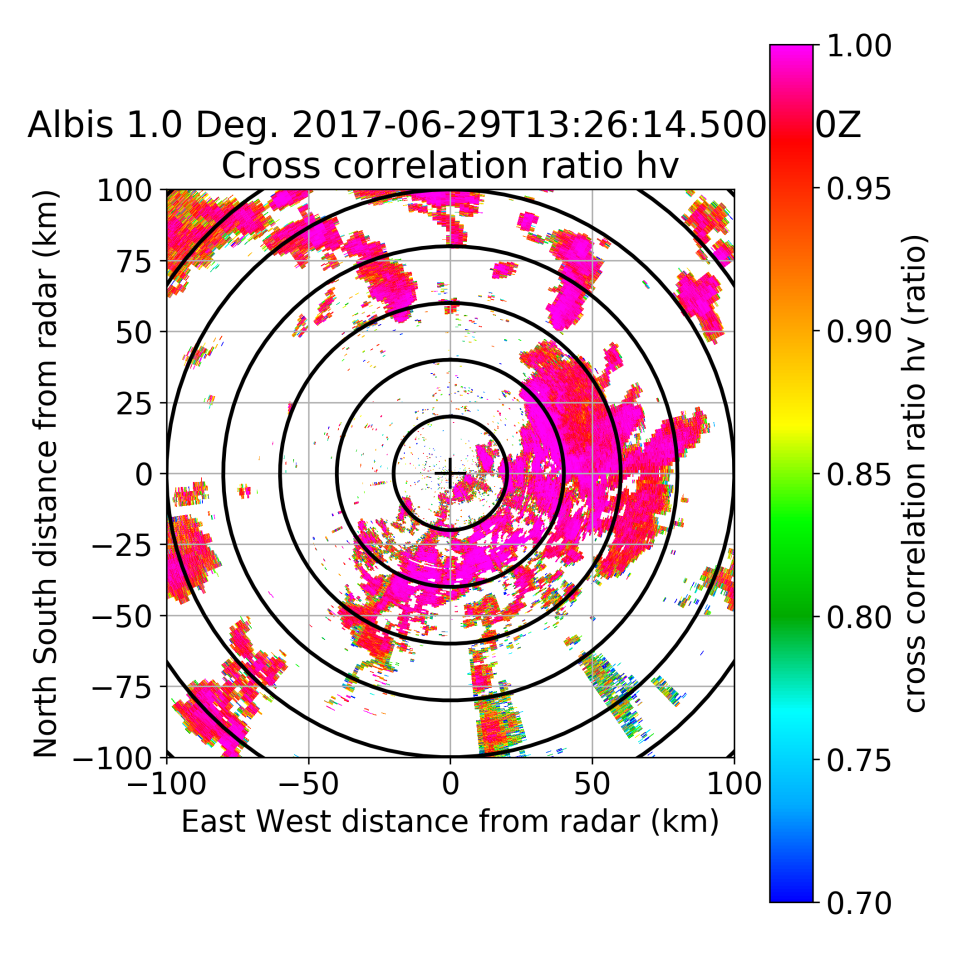 Albis 1.0 Deg. 2017-06-29T13:26:14.500 0Z
Cross correlation ratio hv
100
75
50
25
0
−25
−50
−75
−100
North South distance from radar (km)
−100 −50 0 50 100
East West distance from radar (km)
1.00
0.95
0.90
0.85
0.80
0.75
0.70
cross correlation ratio hv (ratio)